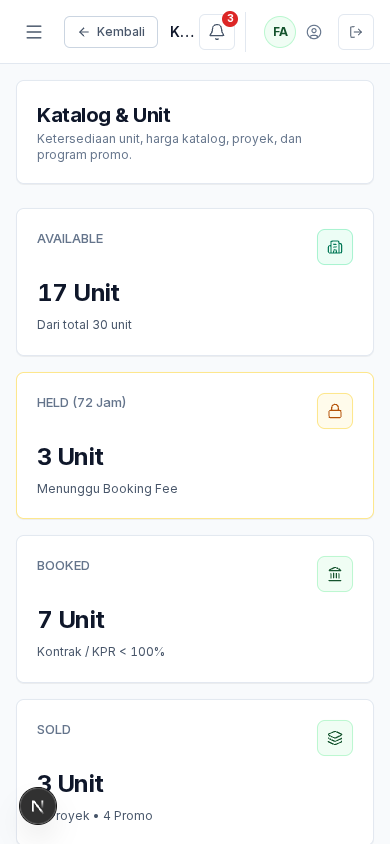 Kembali
K...
3
FA
Katalog & Unit
Ketersediaan unit, harga katalog, proyek, dan
program promo.
AVAILABLE
17 Unit
Dari total 30 unit
HELD (72 Jam)
3 Unit
Menunggu Booking Fee
BOOKED
7 Unit
Kontrak / KPR < 100%
SOLD
3 Unit
N
• 4 Promo